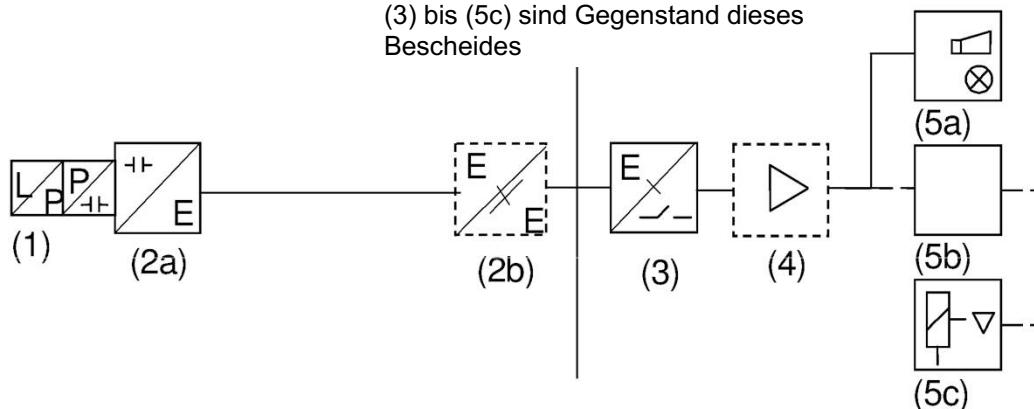 (3) bis (5c) sind Gegenstand dieses
Bescheides
L
P
P
E
E
E
E
(1)
(2a)
(2b)
(3)
(4)
(5a)
(5b)
(5c)